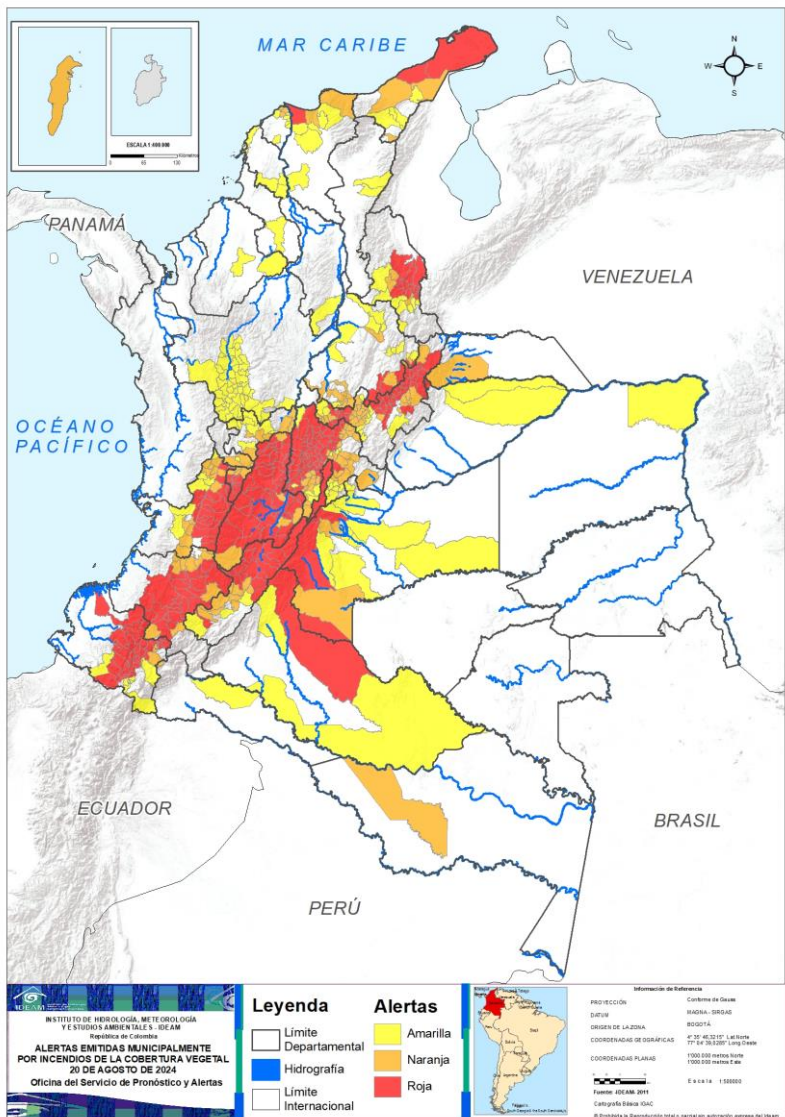 MAR CARIBE
N
W E
S
ESCALA 1:400.000
PANAMÁ
VENEZUELA
OCÉANO
PACÍFICO
ECUADOR
BRASIL
PERÚ
IDEAM
INSTITUTO DE HIDROLOGÍA, METEOROLOGÍA
Y ESTUDIOS AMBIENTALES - IDEAM
República de Colombia
ALERTAS EMITIDAS MUNICIPALMENTE
POR INCENDIOS DE LA COBERTURA VEGETAL
20 DE AGOSTO DE 2024
Oficina del Servicio de Pronóstico y Alertas
Leyenda
Límite
Departamental
Hidrografía
Límite
Internacional
Alertas
Amarilla
Naranja
Roja
Información de Referencia
PROYECCIÓN Conforme de Gauss
DATUM MAGNA - SIRGAS
ORIGEN DE LA ZONA BOGOTÁ
COORDENADAS GEOGRÁFICAS
COORDENADAS PLANAS 1'000.000 metros Norte
1'000.000 metros Este
Escala
Fuente: IDEAM 2011
Cartografía Básica IGAC